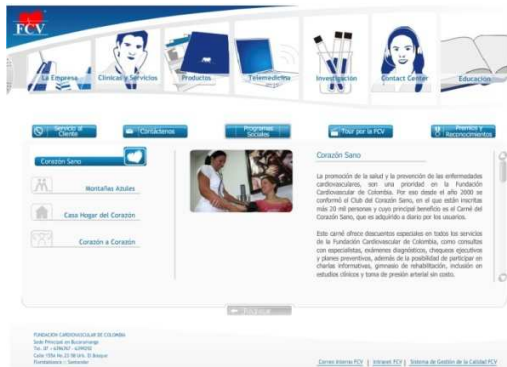 FCV
La Empresa
Clínicas y Servicios
Productos
Telemedicina
Investigación
Contact Center
Educación
Servicio al
Cliente
Contáctenos
Programas
Sociales
Tour por la FCV
Premios y
Reconocimientos
Corazón Sano
Montañas Azules
Casa Hogar del Corazón
Corazón a Corazón
Corazón Sano
La promoción de la salud y la prevención de las enfermedades
cardiovasculares, son una prioridad en la Fundación
Cardiovascular de Colombia. Por eso desde el año 2000 se
conformó el Club del Corazón Sano, en el que están inscritas
más 20 mil personas y cuyo principal beneficio es el Carné del
Corazón Sano, que es adquirido a diario por los usuarios.
Este carné ofrece descuentos especiales en todos los servicios
de la Fundación Cardiovascular de Colombia, como consultas
con especialistas, exámenes diagnósticos, chequeos ejecutivos
y planes preventivos, además de la posibilidad de participar en
charlas informativas, gimnasio de rehabilitación, inclusión en
estudios clínicos y toma de presión arterial sin costo.
FUNDACIÓN CARDIOVASCULAR DE COLOMBIA
Sede Principal en Bucaramanga
Floridablanca - Santander
Correo Interno FCV | Intranet FCV | Sistema de Gestión de la Calidad FCV